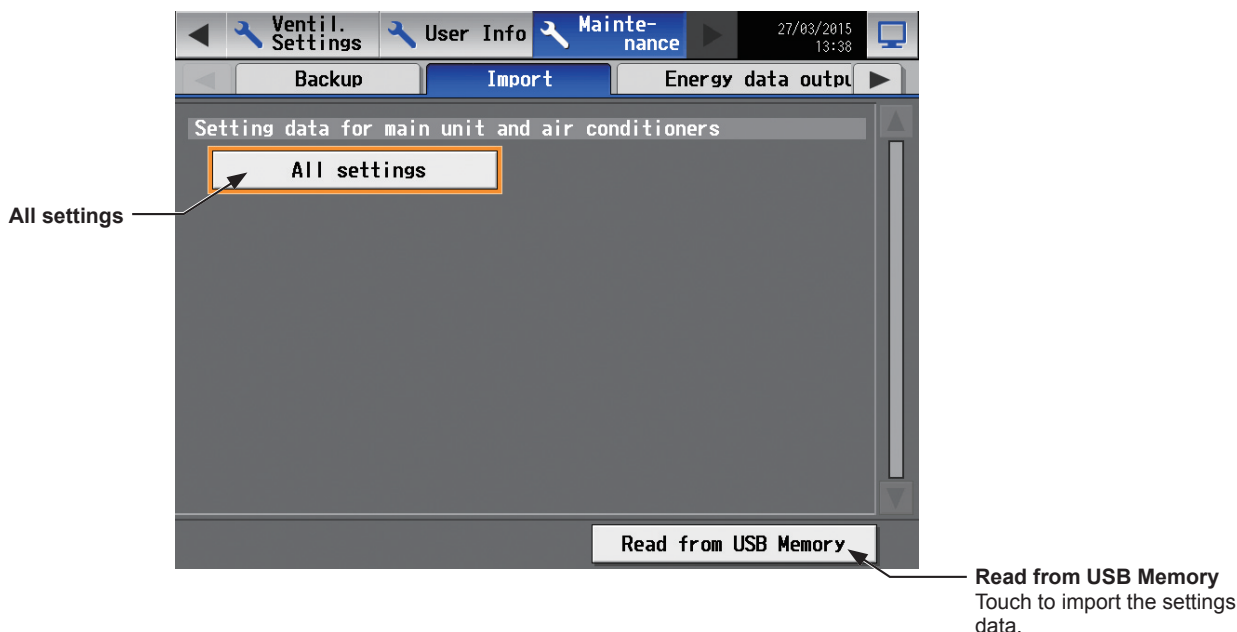 Ventil. Settings User Info Mainte-nance 27/03/2015 13:38
Backup Import Energy data outpu
Setting data for main unit and air conditioners
All settings
All settings
Read from USB Memory
Read from USB Memory
Touch to import the settings
data.